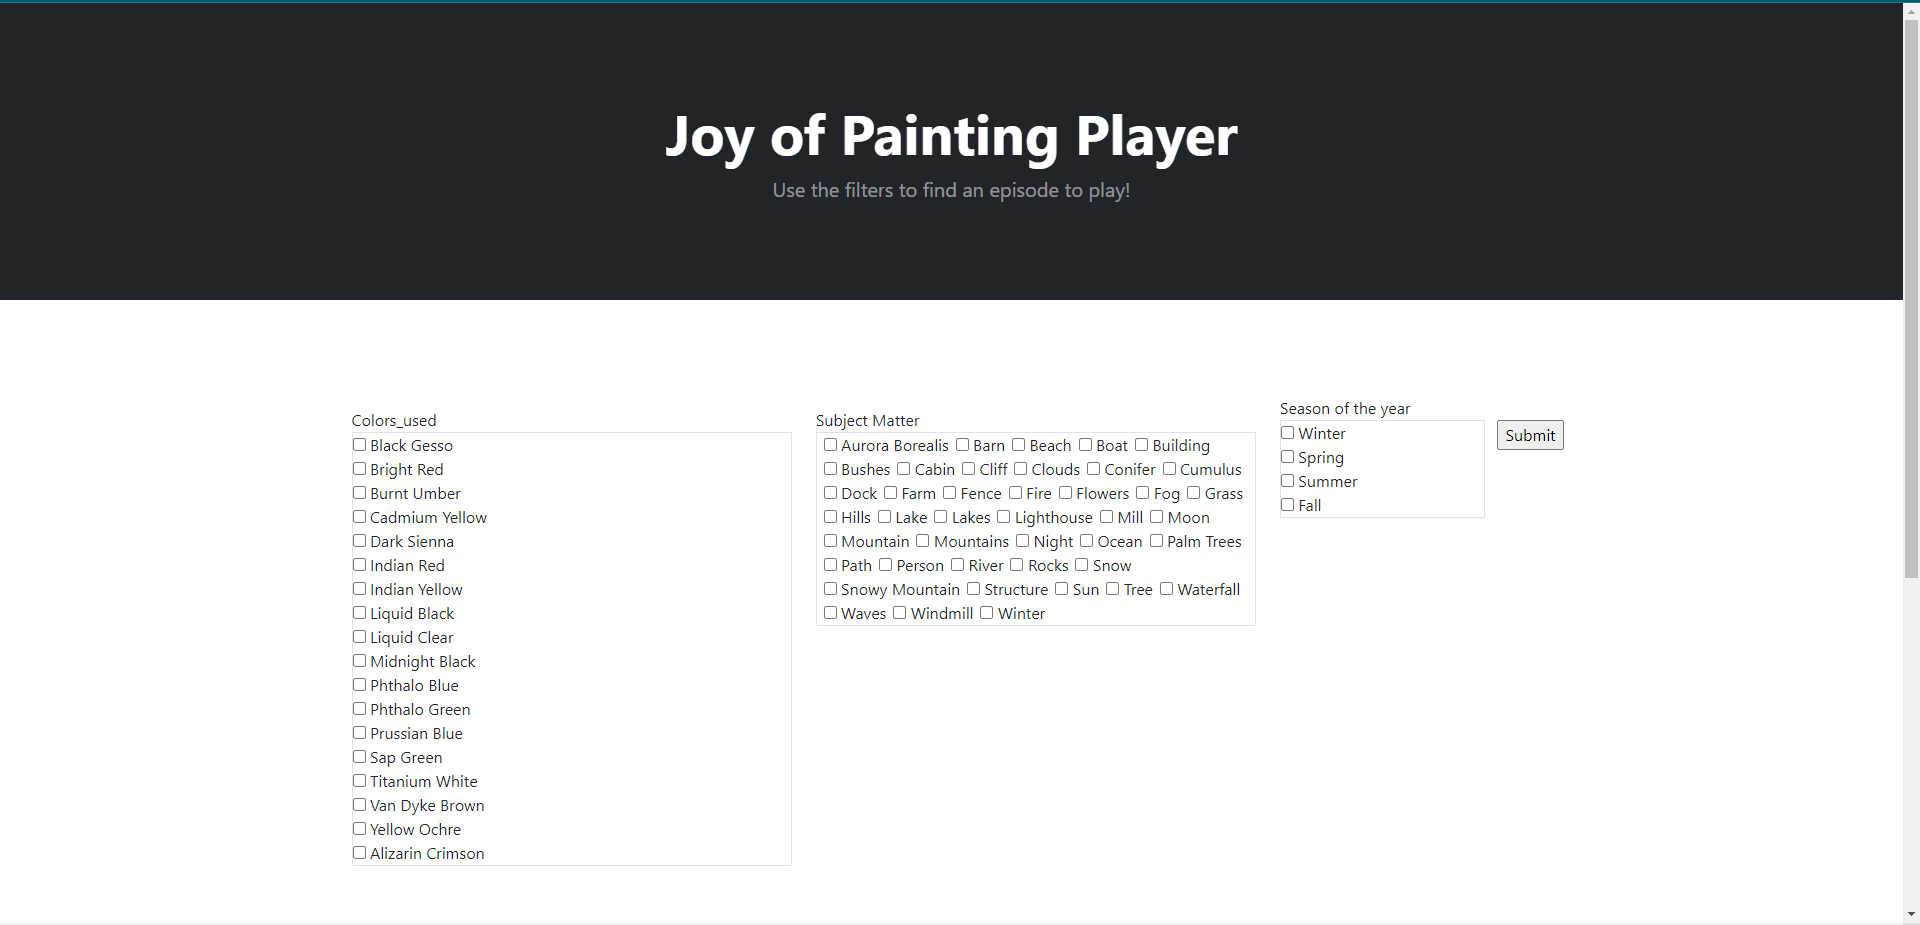 Joy of Painting Player
Use the filters to find an episode to play!
Colors_used
Black Gesso
Bright Red
Burnt Umber
Cadmium Yellow
Dark Sienna
Indian Red
Indian Yellow
Liquid Black
Liquid Clear
Midnight Black
Phthalo Blue
Phthalo Green
Prussian Blue
Sap Green
Titanium White
Van Dyke Brown
Yellow Ochre
Alizarin Crimson
Subject Matter
Aurora Borealis Barn Beach Boat Building
Bushes Cabin Cliff Clouds Conifer Cumulus
Dock Farm Fence Fire Flowers Fog Grass
Hills Lake Lakes Lighthouse Mill Moon
Mountain Mountains Night Ocean Palm Trees
Path Person River Rocks Snow
Snowy Mountain Structure Sun Tree Waterfall
Waves Windmill Winter
Season of the year
Winter
Spring
Summer
Fall
Submit